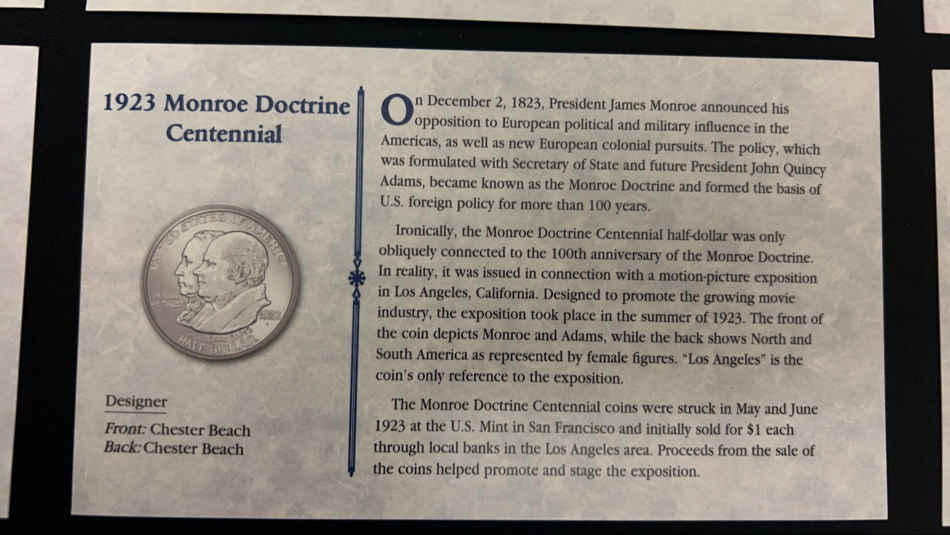 1923 Monroe Doctrine
Centennial
HALF DOLLAR
Designer
Front: Chester Beach
Back: Chester Beach
On December 2, 1823, President James Monroe announced his
opposition to European political and military influence in the
Americas, as well as new European colonial pursuits. The policy, which
was formulated with Secretary of State and future President John Quincy
Adams, became known as the Monroe Doctrine and formed the basis of
U.S. foreign policy for more than 100 years.
Ironically, the Monroe Doctrine Centennial half-dollar was only
obliquely connected to the 100th anniversary of the Monroe Doctrine.
In reality, it was issued in connection with a motion-picture exposition
in Los Angeles, California. Designed to promote the growing movie
industry, the exposition took place in the summer of 1923. The front of
the coin depicts Monroe and Adams, while the back shows North and
South America as represented by female figures. “Los Angeles” is the
coin’s only reference to the exposition.
The Monroe Doctrine Centennial coins were struck in May and June
1923 at the U.S. Mint in San Francisco and initially sold for $1 each
through local banks in the Los Angeles area. Proceeds from the sale of
the coins helped promote and stage the exposition.